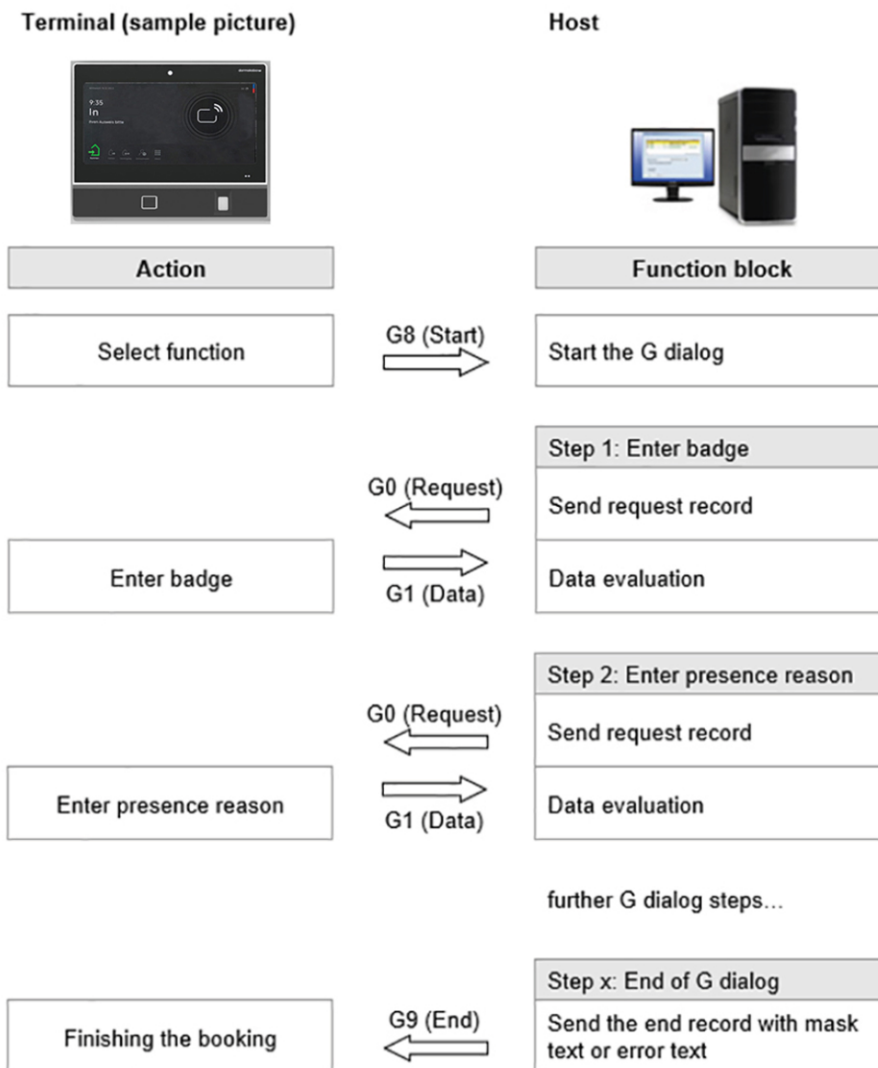 Terminal (sample picture)
Host
9:35
In
Action
Function block
Select function
G8 (Start)
Start the G dialog
Step 1: Enter badge
G0 (Request)
Send request record
Enter badge
G1 (Data)
Data evaluation
Step 2: Enter presence reason
G0 (Request)
Send request record
Enter presence reason
G1 (Data)
Data evaluation
further G dialog steps…
Step x: End of G dialog
Finishing the booking
G9 (End)
Send the end record with mask
text or error text